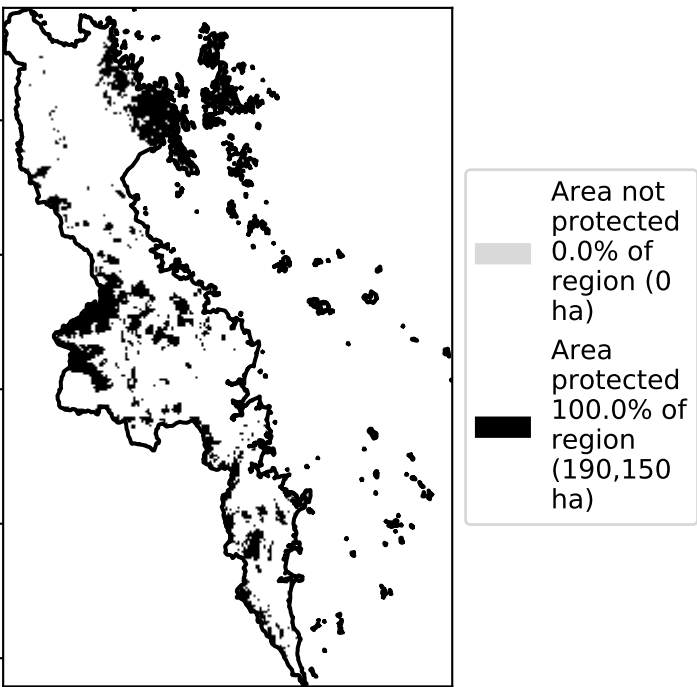 Area not
protected
0.0% of
region (0
ha)
Area
protected
100.0% of
region
(190,150
ha)